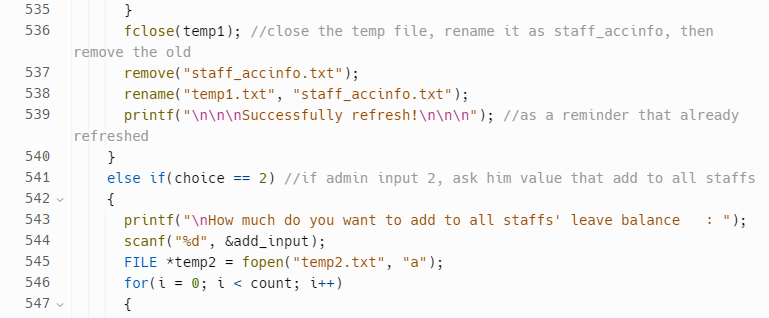 535 }
536 fclose(temp1); //close the temp file, rename it as staff_accinfo, then
remove the old
537 remove("staff_accinfo.txt");
538 rename("temp1.txt", "staff_accinfo.txt");
539 printf("\n\n\nSuccessfully refresh!\n\n\n"); //as a reminder that already
refreshed
540 }
541 else if(choice == 2) //if admin input 2, ask him value that add to all staffs
542 {
543 printf("\nHow much do you want to add to all staffs' leave balance   : ");
544 scanf("%d", &add_input);
545 FILE *temp2 = fopen("temp2.txt", "a");
546 for(i = 0; i < count; i++)
547 {